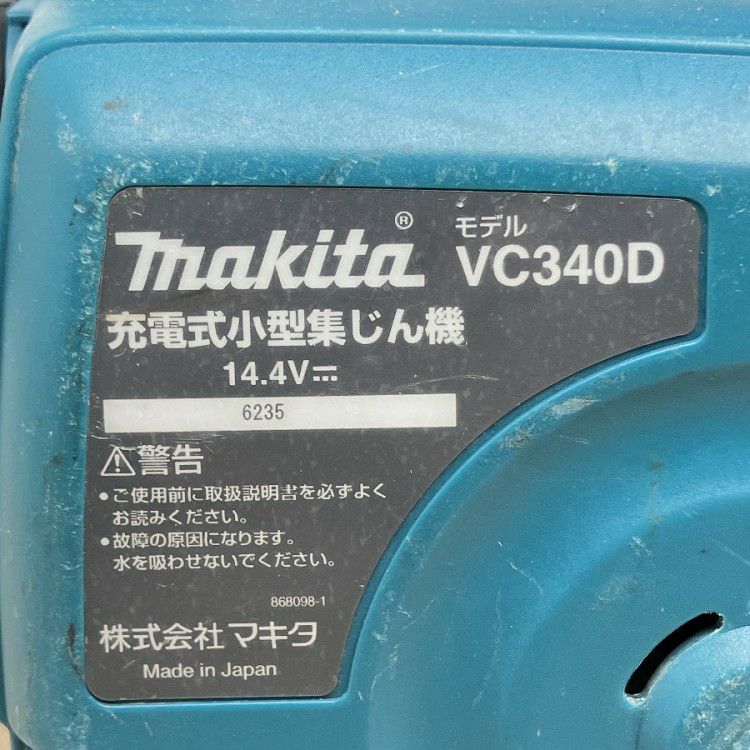 makita® モデル
VC340D
充電式小型集じん機
14.4V⎓
6235
⚠警告
•ご使用前に取扱説明書を必ずよく
お読みください。
•故障の原因になります。
水を吸わせないでください。
868098-1
株式会社マキタ
Made in Japan